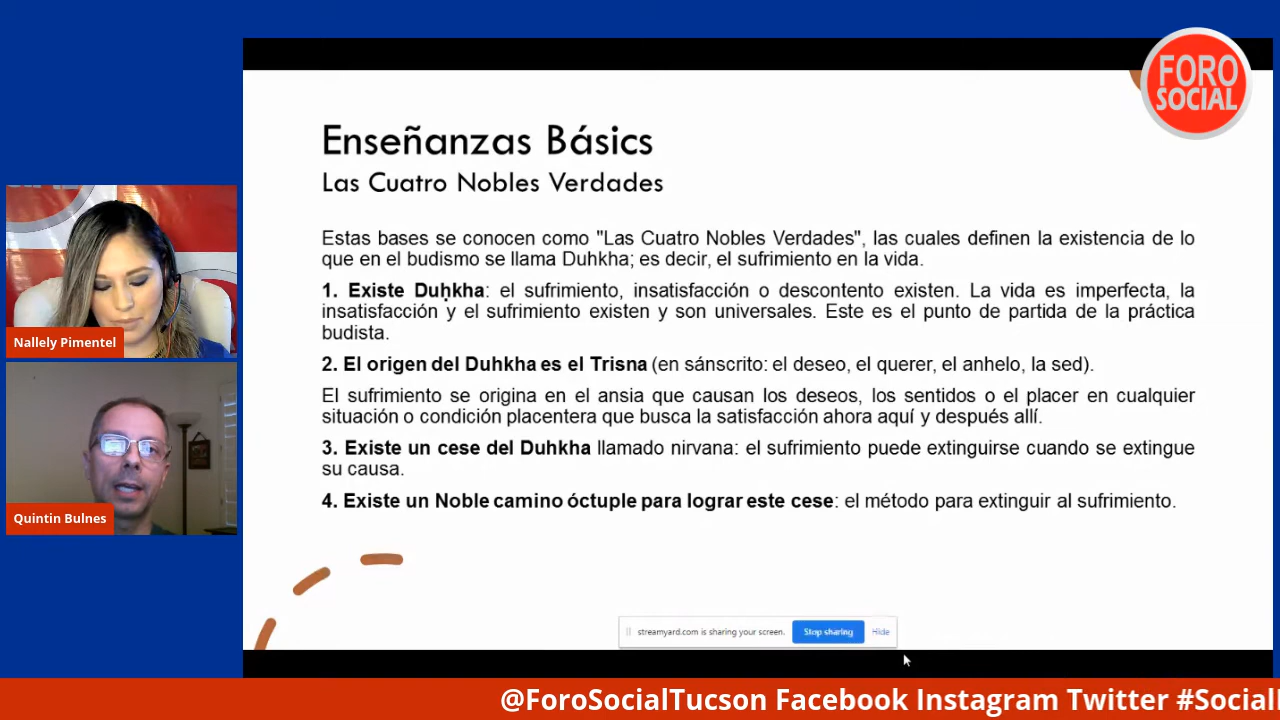 FORO
SOCIAL
Enseñanzas Básics
Las Cuatro Nobles Verdades
Estas bases se conocen como "Las Cuatro Nobles Verdades", las cuales definen la existencia de lo
que en el budismo se llama Duhkha; es decir, el sufrimiento en la vida.
1. Existe Duḥkha: el sufrimiento, insatisfacción o descontento existen. La vida es imperfecta, la
insatisfacción y el sufrimiento existen y son universales. Este es el punto de partida de la práctica
budista.
2. El origen del Duhkha es el Trisna (en sánscrito: el deseo, el querer, el anhelo, la sed).
El sufrimiento se origina en el ansia que causan los deseos, los sentidos o el placer en cualquier
situación o condición placentera que busca la satisfacción ahora aquí y después allí.
3. Existe un cese del Duhkha llamado nirvana: el sufrimiento puede extinguirse cuando se extingue
su causa.
4. Existe un Noble camino óctuple para lograr este cese: el método para extinguir al sufrimiento.
Nallely Pimentel
Quintin Bulnes
streamyard.com is sharing your screen. Stop sharing Hide
@ForoSocialTucson Facebook Instagram Twitter